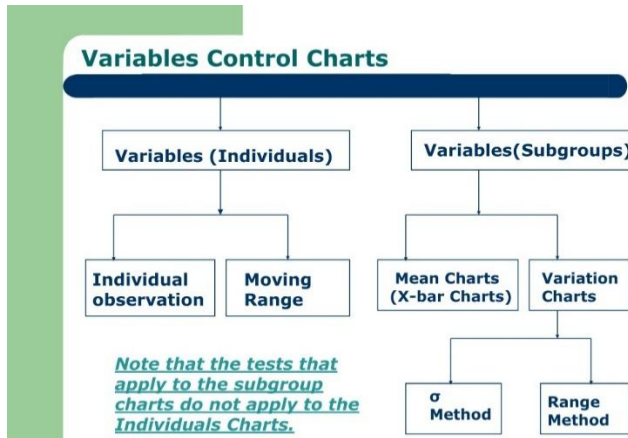 Variables Control Charts
Variables (Individuals)
Variables(Subgroups)
Individual
observation
Moving
Range
Mean Charts
(X-bar Charts)
Variation
Charts
Note that the tests that
apply to the subgroup
charts do not apply to the
Individuals Charts.
σ
Method
Range
Method